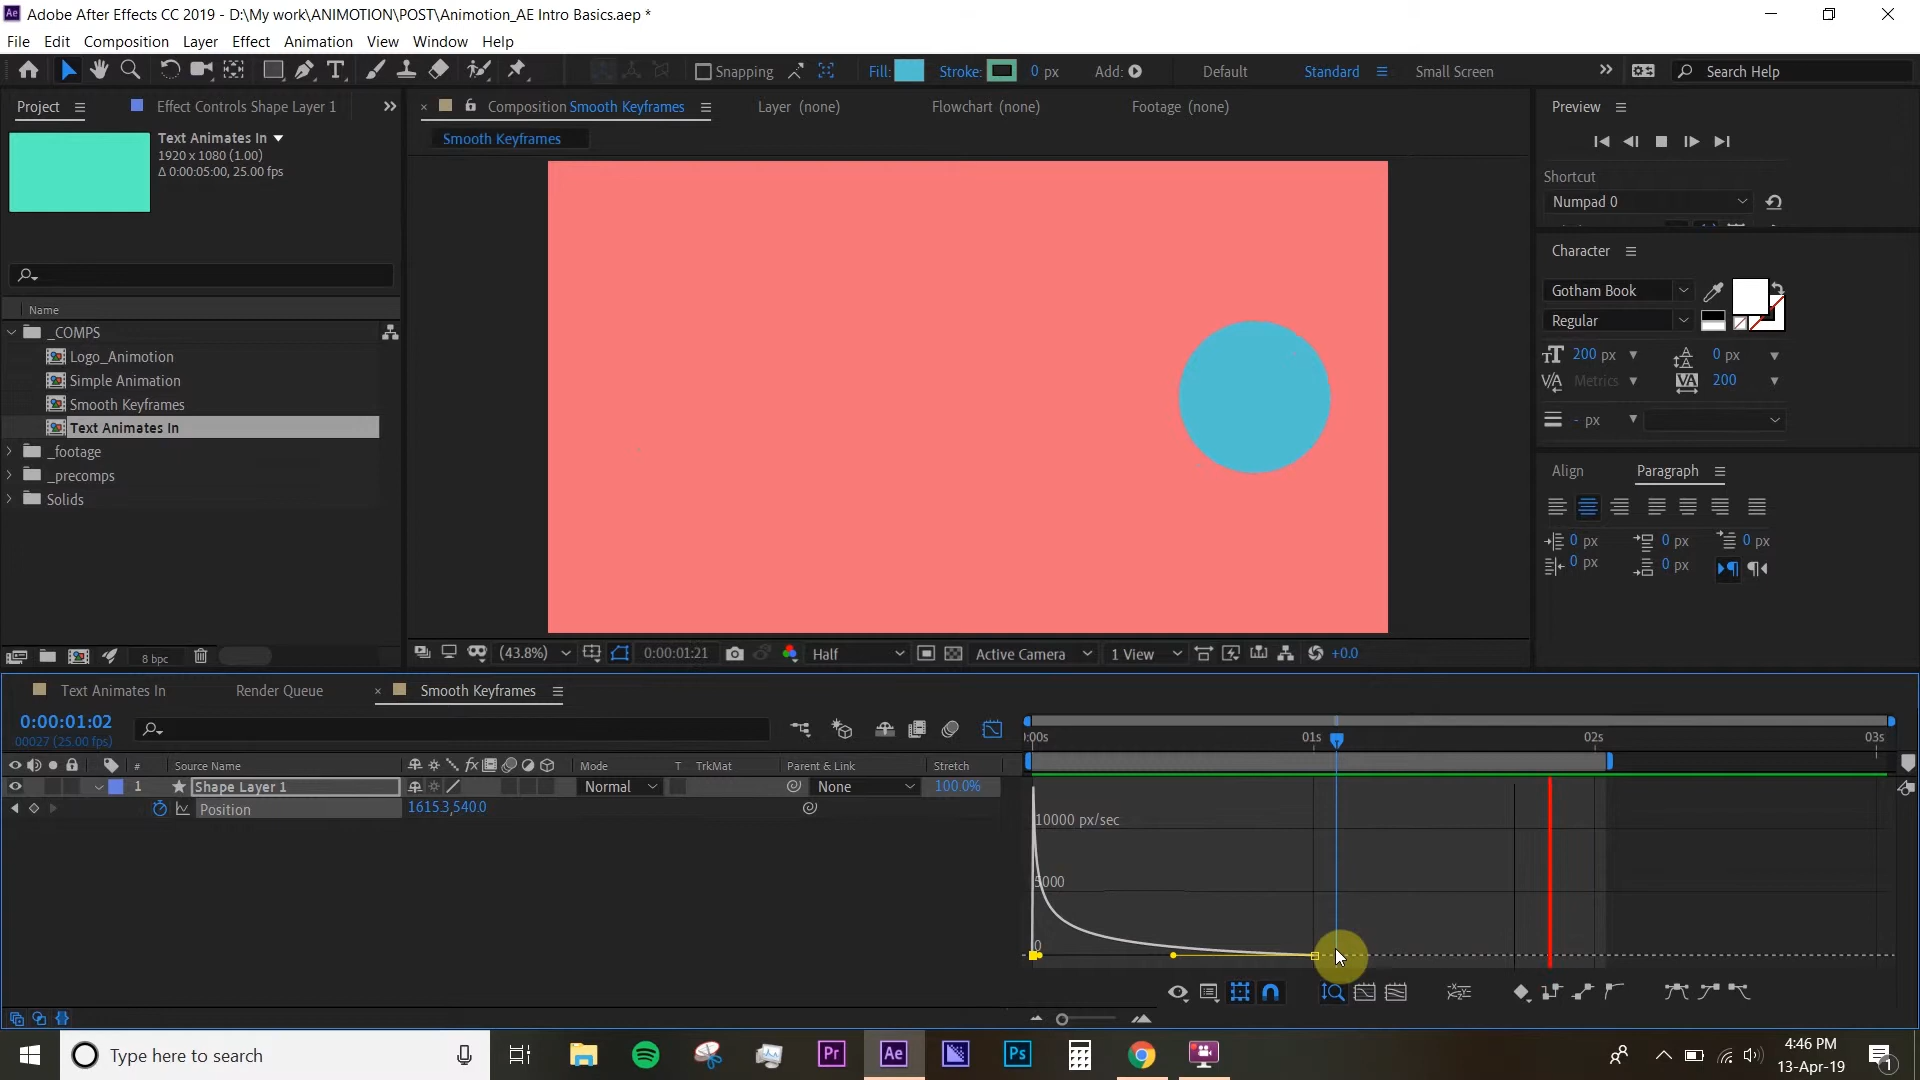 Ae Adobe After Effects CC 2019 - D:\My work\ANIMOTION\POST\Animotion_AE Intro Basics.aep *
File Edit Composition Layer Effect Animation View Window Help
Snapping Fill: Stroke: 0 px Add: Default Standard Small Screen Search Help
Project Effect Controls Shape Layer 1 Composition Smooth Keyframes Layer (none) Flowchart (none) Footage (none) Preview
Text Animates In
1920 x 1080 (1.00)
Δ 0:00:05:00, 25.00 fps
Smooth Keyframes
Shortcut
Numpad 0
Character
Gotham Book
Regular
200 px 0 px
Metrics 200
- px
Name
_COMPS
Logo_Animation
Simple Animation
Smooth Keyframes
Text Animates In
_footage
_precomps
Solids
Align Paragraph
0 px 0 px 0 px
0 px 0 px
8 bpc (43.8%) 0:00:01:21 Half Active Camera 1 View +0.0
Text Animates In Render Queue Smooth Keyframes
0:00:01:02
00027 (25.00 fps)
:00s 01s 02s 03s
# Source Name Mode T TrkMat Parent & Link Stretch
1 Shape Layer 1 Normal None 100.0%
Position 1615.3,540.0
10000 px/sec
5000
0
Type here to search Pr Ae Ps
4:46 PM
13-Apr-19
1